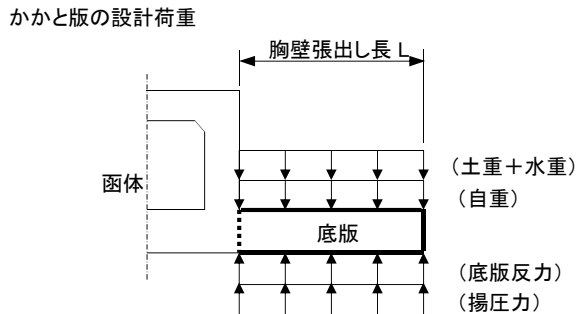 かかと版の設計荷重
胸壁張出し長 L
函体
(土重+水重)
(自重)
底版
(底版反力)
(揚圧力)